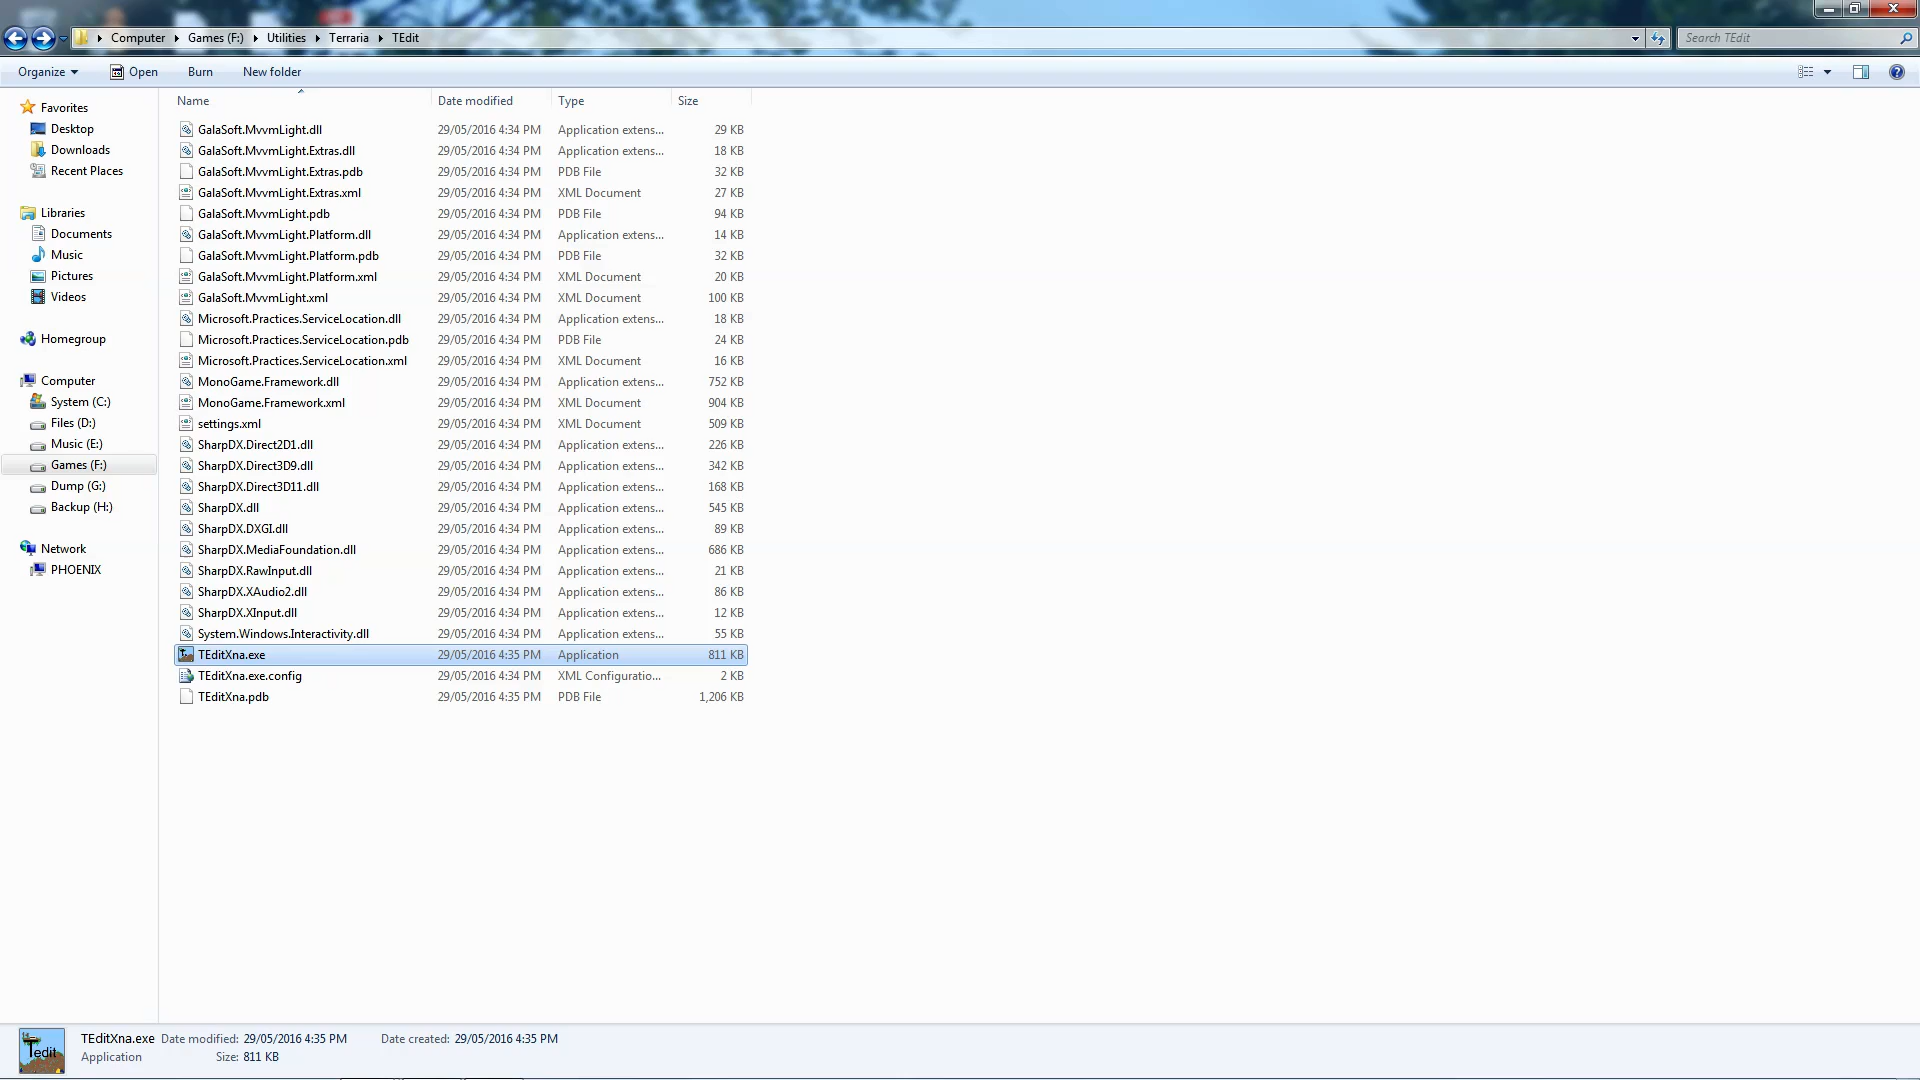 Computer Games (F:) Utilities Terraria TEdit Search TEdit
Organize Open Burn New folder
Name Date modified Type Size
Favorites
Desktop
Downloads
Recent Places
Libraries
Documents
Music
Pictures
Videos
Homegroup
Computer
System (C:)
Files (D:)
Music (E:)
Games (F:)
Dump (G:)
Backup (H:)
Network
PHOENIX
GalaSoft.MvvmLight.dll 29/05/2016 4:34 PM Application extens... 29 KB
GalaSoft.MvvmLight.Extras.dll 29/05/2016 4:34 PM Application extens... 18 KB
GalaSoft.MvvmLight.Extras.pdb 29/05/2016 4:34 PM PDB File 32 KB
GalaSoft.MvvmLight.Extras.xml 29/05/2016 4:34 PM XML Document 27 KB
GalaSoft.MvvmLight.pdb 29/05/2016 4:34 PM PDB File 94 KB
GalaSoft.MvvmLight.Platform.dll 29/05/2016 4:34 PM Application extens... 14 KB
GalaSoft.MvvmLight.Platform.pdb 29/05/2016 4:34 PM PDB File 32 KB
GalaSoft.MvvmLight.Platform.xml 29/05/2016 4:34 PM XML Document 20 KB
GalaSoft.MvvmLight.xml 29/05/2016 4:34 PM XML Document 100 KB
Microsoft.Practices.ServiceLocation.dll 29/05/2016 4:34 PM Application extens... 18 KB
Microsoft.Practices.ServiceLocation.pdb 29/05/2016 4:34 PM PDB File 24 KB
Microsoft.Practices.ServiceLocation.xml 29/05/2016 4:34 PM XML Document 16 KB
MonoGame.Framework.dll 29/05/2016 4:34 PM Application extens... 752 KB
MonoGame.Framework.xml 29/05/2016 4:34 PM XML Document 904 KB
settings.xml 29/05/2016 4:34 PM XML Document 509 KB
SharpDX.Direct2D1.dll 29/05/2016 4:34 PM Application extens... 226 KB
SharpDX.Direct3D9.dll 29/05/2016 4:34 PM Application extens... 342 KB
SharpDX.Direct3D11.dll 29/05/2016 4:34 PM Application extens... 168 KB
SharpDX.dll 29/05/2016 4:34 PM Application extens... 545 KB
SharpDX.DXGI.dll 29/05/2016 4:34 PM Application extens... 89 KB
SharpDX.MediaFoundation.dll 29/05/2016 4:34 PM Application extens... 686 KB
SharpDX.RawInput.dll 29/05/2016 4:34 PM Application extens... 21 KB
SharpDX.XAudio2.dll 29/05/2016 4:34 PM Application extens... 86 KB
SharpDX.XInput.dll 29/05/2016 4:34 PM Application extens... 12 KB
System.Windows.Interactivity.dll 29/05/2016 4:34 PM Application extens... 55 KB
TEditXna.exe 29/05/2016 4:35 PM Application 811 KB
TEditXna.exe.config 29/05/2016 4:34 PM XML Configuratio... 2 KB
TEditXna.pdb 29/05/2016 4:35 PM PDB File 1,206 KB
Tedit
TEditXna.exe Date modified: 29/05/2016 4:35 PM Date created: 29/05/2016 4:35 PM
Application Size: 811 KB